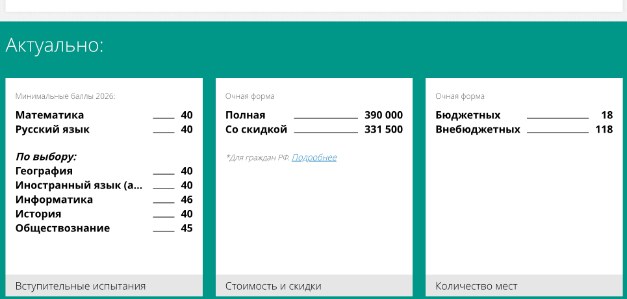 Актуально:
Минимальные баллы 2026:
Математика 40
Русский язык 40
По выбору:
География 40
Иностранный язык (а... 40
Информатика 46
История 40
Обществознание 45
Вступительные испытания
Очная форма
Полная 390 000
Со скидкой 331 500
*Для граждан РФ. Подробнее
Стоимость и скидки
Очная форма
Бюджетных 18
Внебюджетных 118
Количество мест